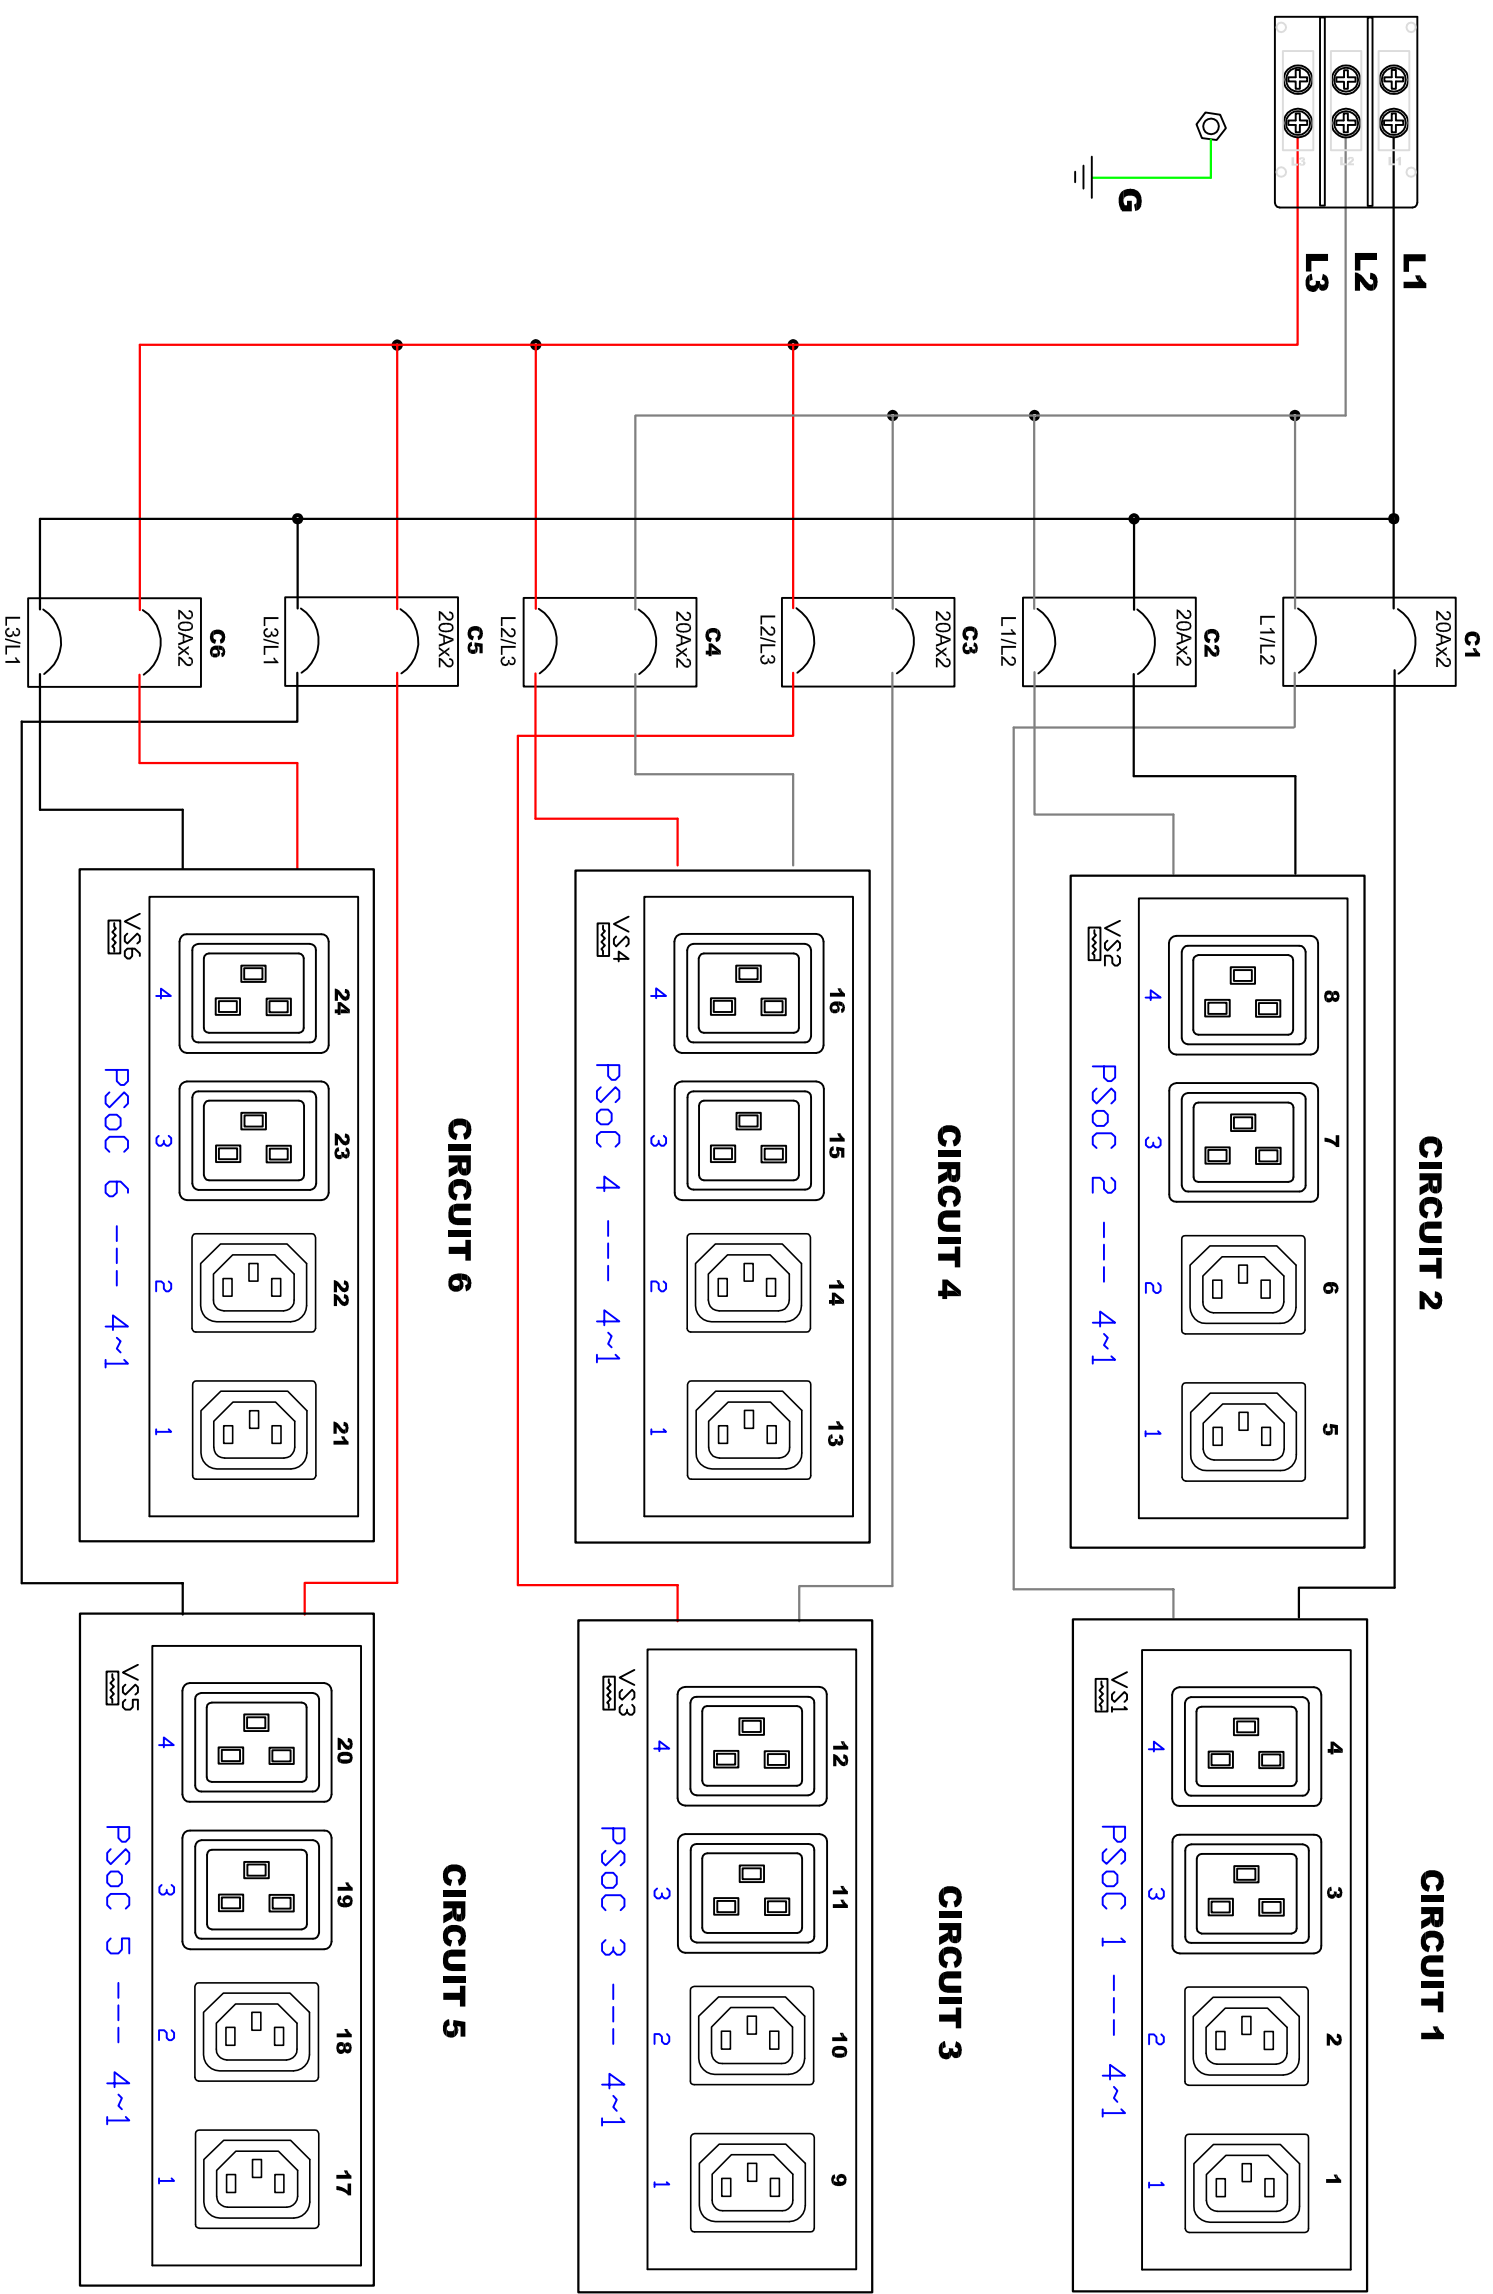 L1
L2
L3
L1
L2
L3
G
C1
20Ax2
L1/L2
C2
20Ax2
L1/L2
C3
20Ax2
L2/L3
C4
20Ax2
L2/L3
C5
20Ax2
L3/L1
C6
20Ax2
L3/L1
CIRCUIT 2
8 7 6 5
4 3 2 1
VS2
PSoC 2 --- 4~1
CIRCUIT 1
4 3 2 1
4 3 2 1
VS1
PSoC 1 --- 4~1
CIRCUIT 4
16 15 14 13
4 3 2 1
VS4
PSoC 4 --- 4~1
CIRCUIT 3
12 11 10 9
4 3 2 1
VS3
PSoC 3 --- 4~1
CIRCUIT 6
24 23 22 21
4 3 2 1
VS6
PSoC 6 --- 4~1
CIRCUIT 5
20 19 18 17
4 3 2 1
VS5
PSoC 5 --- 4~1